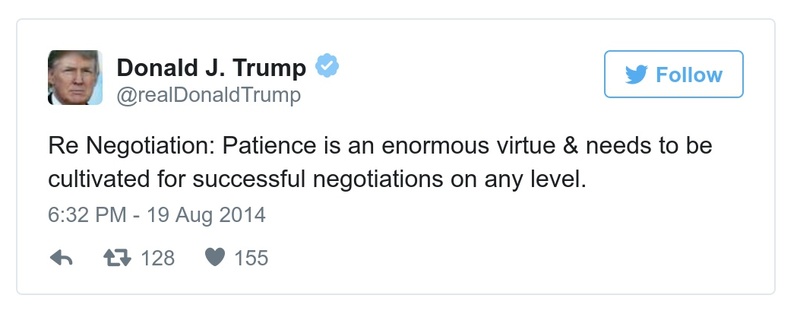 Donald J. Trump
@realDonaldTrump
Follow
Re Negotiation: Patience is an enormous virtue & needs to be
cultivated for successful negotiations on any level.
6:32 PM - 19 Aug 2014
128 155